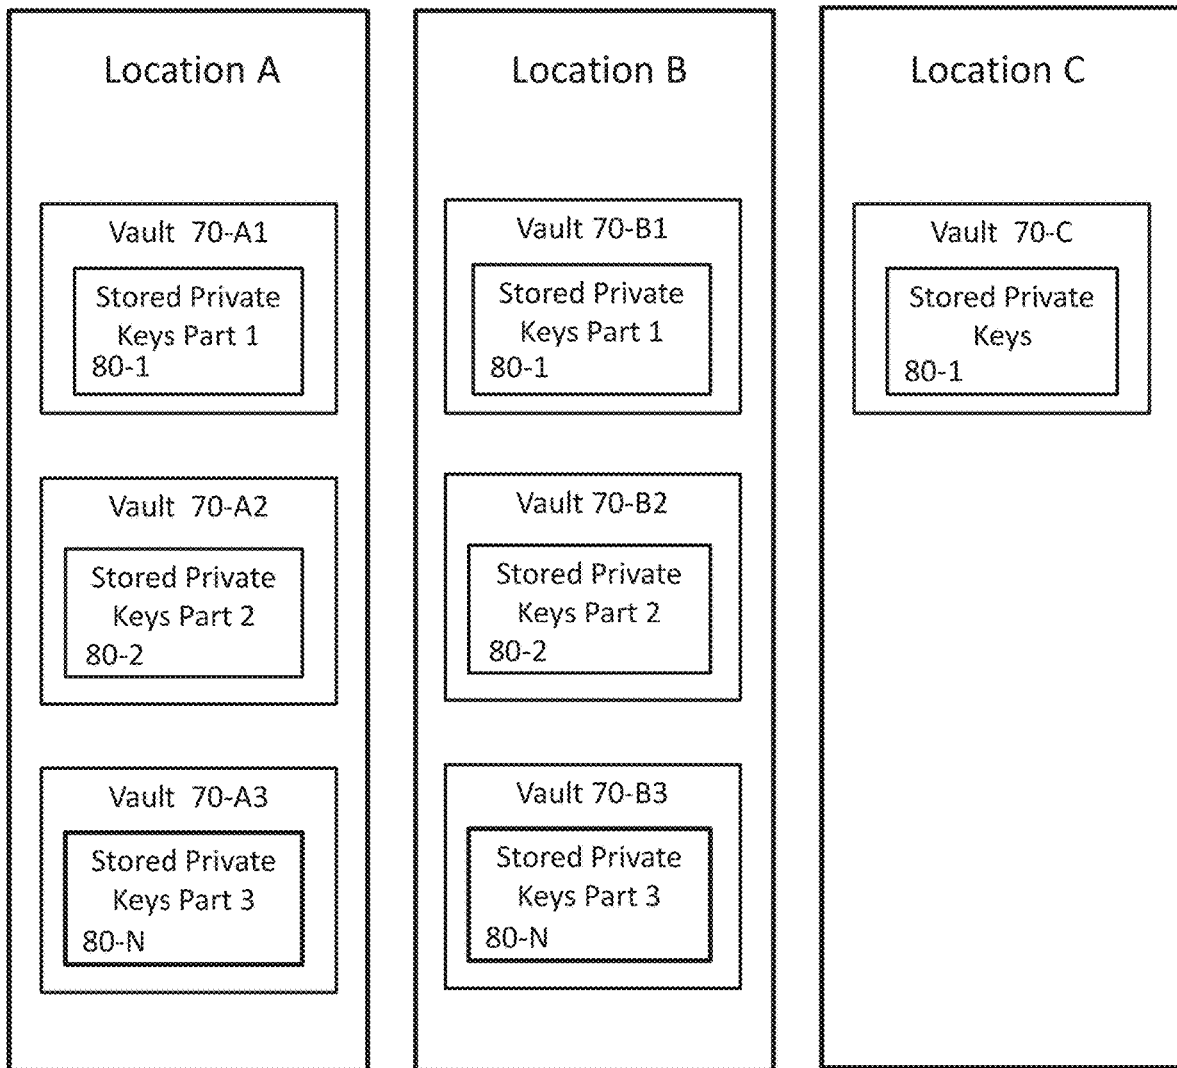 Location A
Vault 70-A1
Stored Private
Keys Part 1
80-1
Vault 70-A2
Stored Private
Keys Part 2
80-2
Vault 70-A3
Stored Private
Keys Part 3
80-N
Location B
Vault 70-B1
Stored Private
Keys Part 1
80-1
Vault 70-B2
Stored Private
Keys Part 2
80-2
Vault 70-B3
Stored Private
Keys Part 3
80-N
Location C
Vault 70-C
Stored Private
Keys
80-1